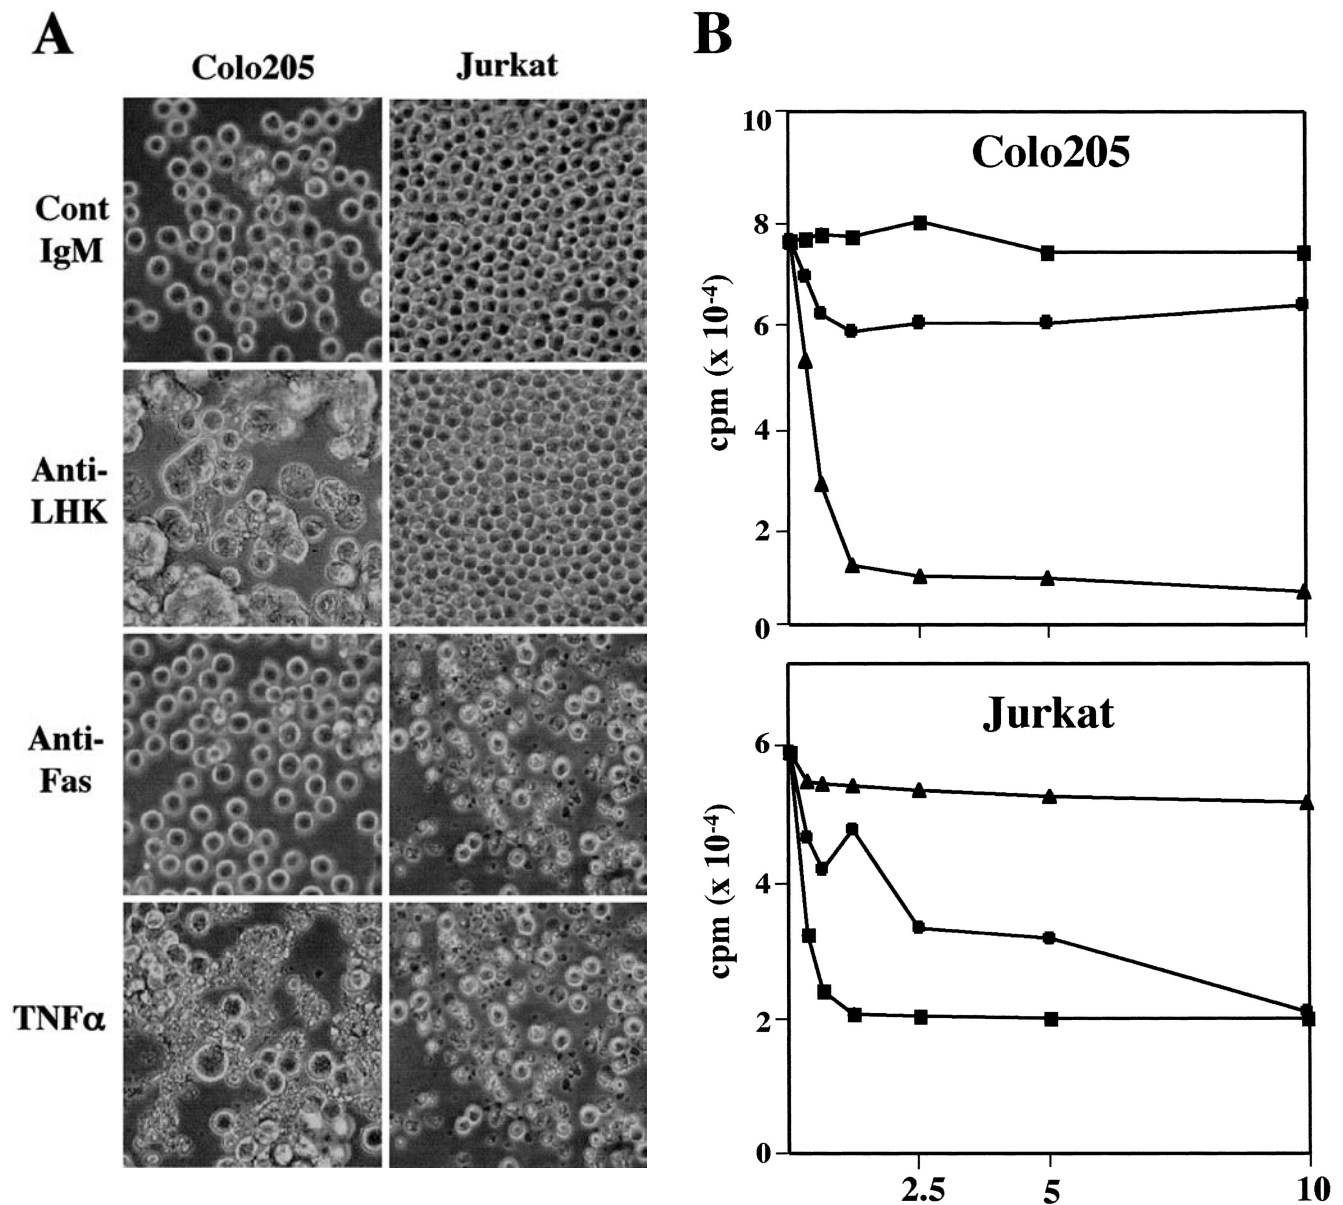 A
Colo205
Jurkat
Cont
IgM
Anti-
LHK
Anti-
Fas
TNFα
B
Colo205
10
8
6
4
2
0
cpm (x 10-4)
Jurkat
6
4
2
0
cpm (x 10-4)
2.5
5
10